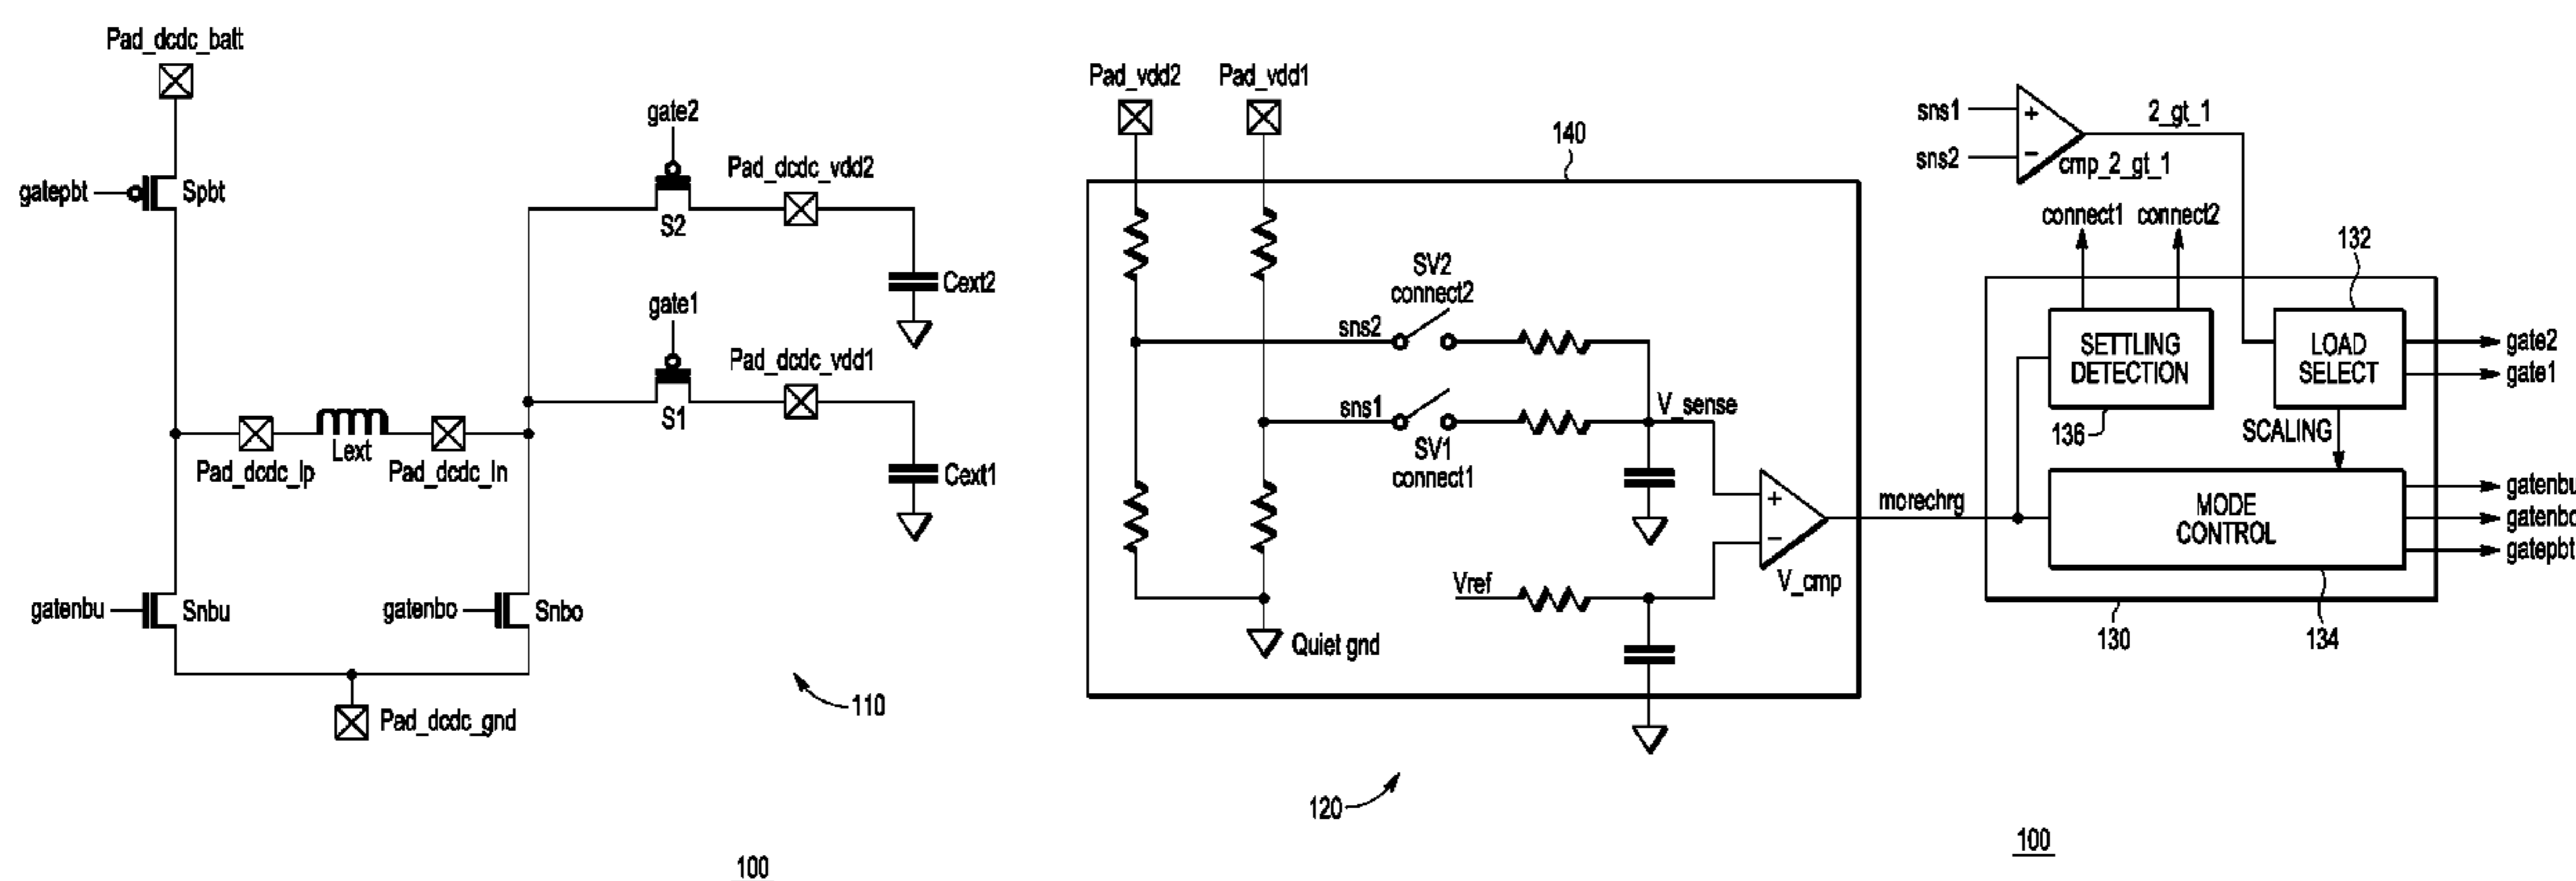 Pad_dcdc_batt
gatepbt
Spbt
gate2
S2
Pad_dcdc_vdd2
Cext2
gate1
S1
Pad_dcdc_vdd1
Cext1
Pad_dcdc_lp
Lext
Pad_dcdc_ln
gatenbu
Snbu
gatenbo
Snbo
Pad_dcdc_gnd
110
100
Pad_vdd2
Pad_vdd1
140
SV2
connect2
sns2
sns1
SV1
connect1
V_sense
Vref
V_cmp
Quiet gnd
120
morechrg
sns1
sns2
+
−
2_gt_1
cmp_2_gt_1
connect1
connect2
132
SETTLING
DETECTION
LOAD
SELECT
gate2
gate1
136
SCALING
+
−
MODE
CONTROL
gatenbu
gatenbo
gatepbt
130
134
100